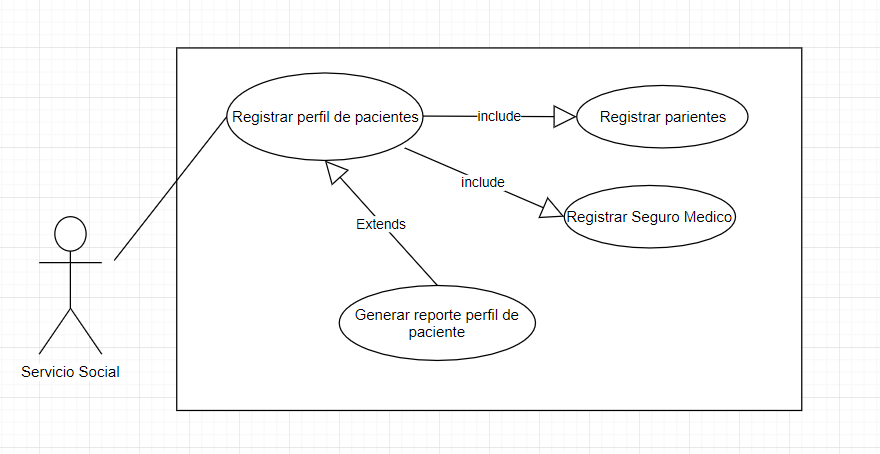 Registrar perfil de pacientes
include
Registrar parientes
include
Registrar Seguro Medico
Extends
Generar reporte perfil de
paciente
Servicio Social